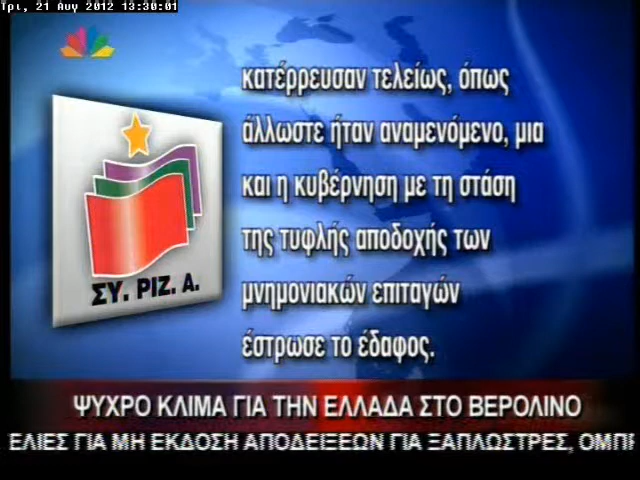 Τρι, 21 Αυγ 2012 13:30:01
κατέρρευσαν τελείως, όπως
άλλωστε ήταν αναμενόμενο, μια
και η κυβέρνηση με τη στάση
της τυφλής αποδοχής των
μνημονιακών επιταγών
έστρωσε το έδαφος.
ΣΥ. ΡΙΖ. Α.
ΨΥΧΡΟ ΚΛΙΜΑ ΓΙΑ ΤΗΝ ΕΛΛΑΔΑ ΣΤΟ ΒΕΡΟΛΙΝΟ
ΕΛΙΕΣ ΓΙΑ ΜΗ ΕΚΔΟΣΗ ΑΠΟΔΕΙΞΕΩΝ ΓΙΑ ΞΑΠΛΩΣΤΡΕΣ, ΟΜΠΡ